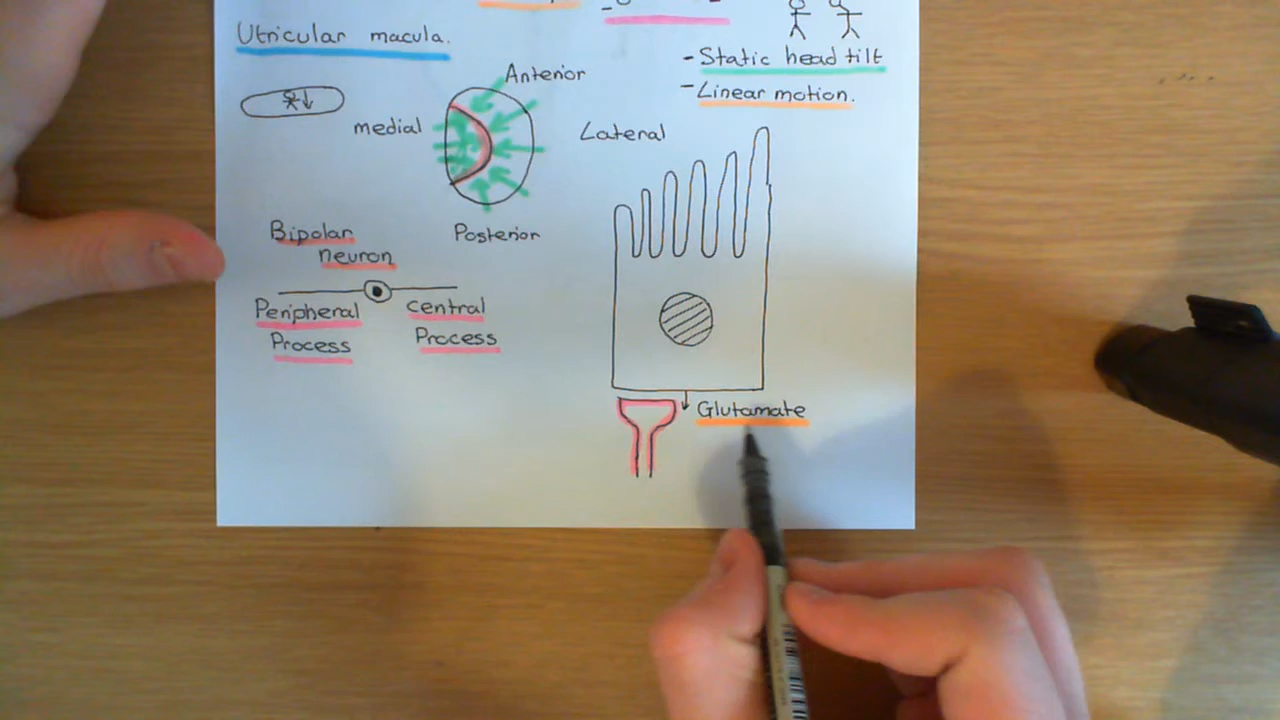 Utricular macula.
- Static head tilt
- Linear motion.
Anterior
medial
Lateral
Posterior
Bipolar
neuron
Peripheral
Process
central
Process
Glutamate